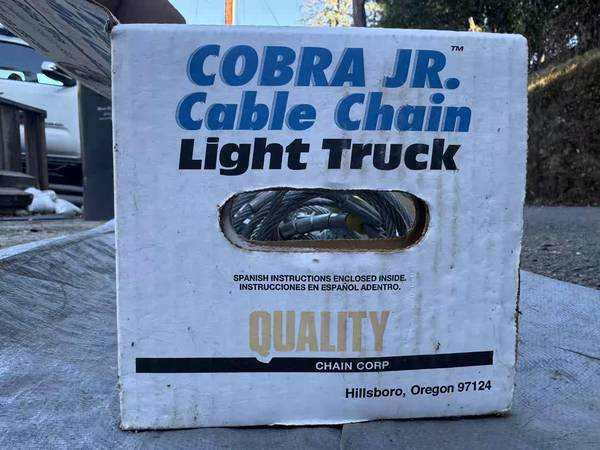 COBRA JR.™
Cable Chain
Light Truck
SPANISH INSTRUCTIONS ENCLOSED INSIDE.
INSTRUCCIONES EN ESPAÑOL ADENTRO.
QUALITY
CHAIN CORP
Hillsboro, Oregon 97124